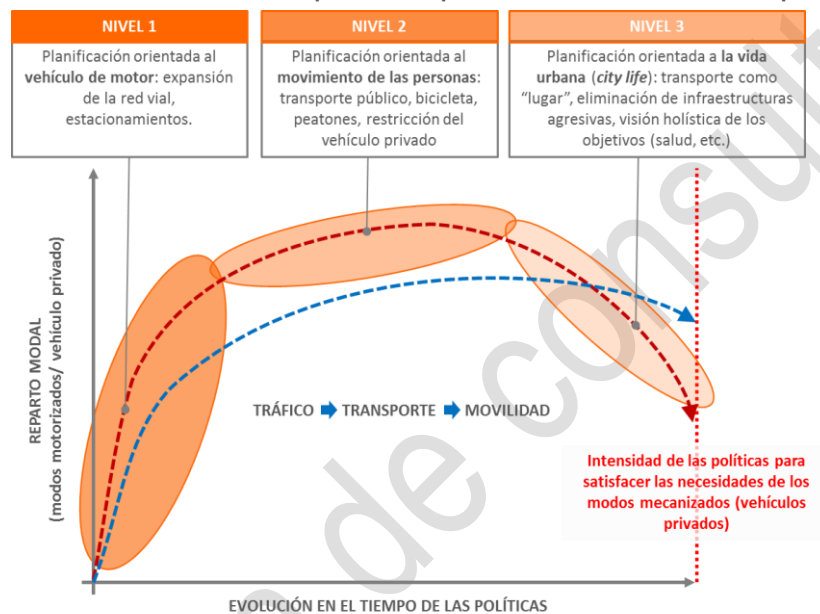 NIVEL 1
Planificación orientada al
vehículo de motor: expansión
de la red vial,
estacionamientos.
NIVEL 2
Planificación orientada al
movimiento de las personas:
transporte público, bicicleta,
peatones, restricción del
vehículo privado
NIVEL 3
Planificación orientada a la vida
urbana (city life): transporte como
“lugar”, eliminación de infraestructuras
agresivas, visión holística de los
objetivos (salud, etc.)
REPARTO MODAL
(modos motorizados/ vehículo privado)
TRÁFICO TRANSPORTE MOVILIDAD
Intensidad de las políticas para
satisfacer las necesidades de los
modos mecanizados (vehículos
privados)
EVOLUCIÓN EN EL TIEMPO DE LAS POLÍTICAS
de consult